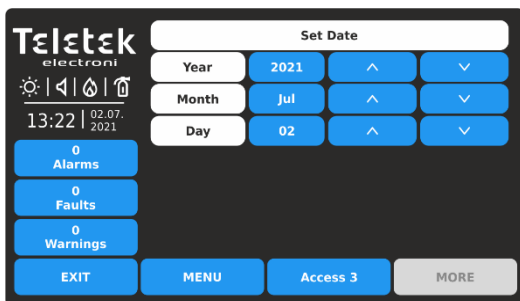 Teletek
electroni
13:22 02.07.
2021
0
Alarms
0
Faults
0
Warnings
EXIT
Set Date
Year 2021
Month Jul
Day 02
MENU
Access 3
MORE